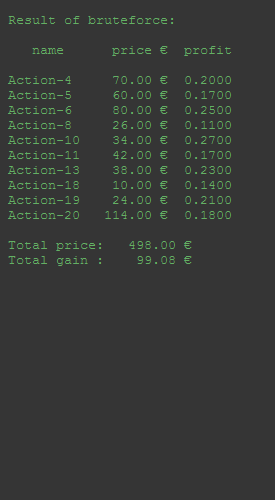 Result of bruteforce:
name price € profit
Action-4 70.00 € 0.2000
Action-5 60.00 € 0.1700
Action-6 80.00 € 0.2500
Action-8 26.00 € 0.1100
Action-10 34.00 € 0.2700
Action-11 42.00 € 0.1700
Action-13 38.00 € 0.2300
Action-18 10.00 € 0.1400
Action-19 24.00 € 0.2100
Action-20 114.00 € 0.1800
Total price: 498.00 €
Total gain : 99.08 €